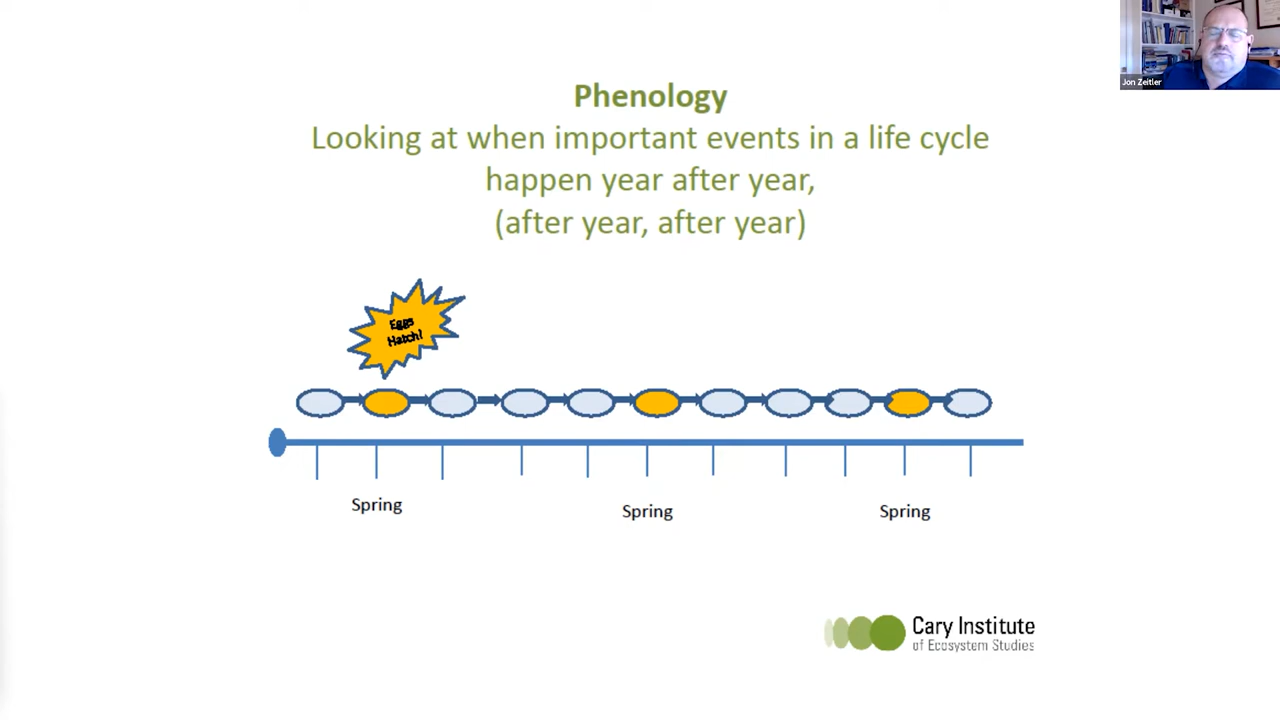 Jon Zeitler
Phenology
Looking at when important events in a life cycle
happen year after year,
(after year, after year)
Eggs
Hatch!
Spring
Spring
Spring
Cary Institute
of Ecosystem Studies